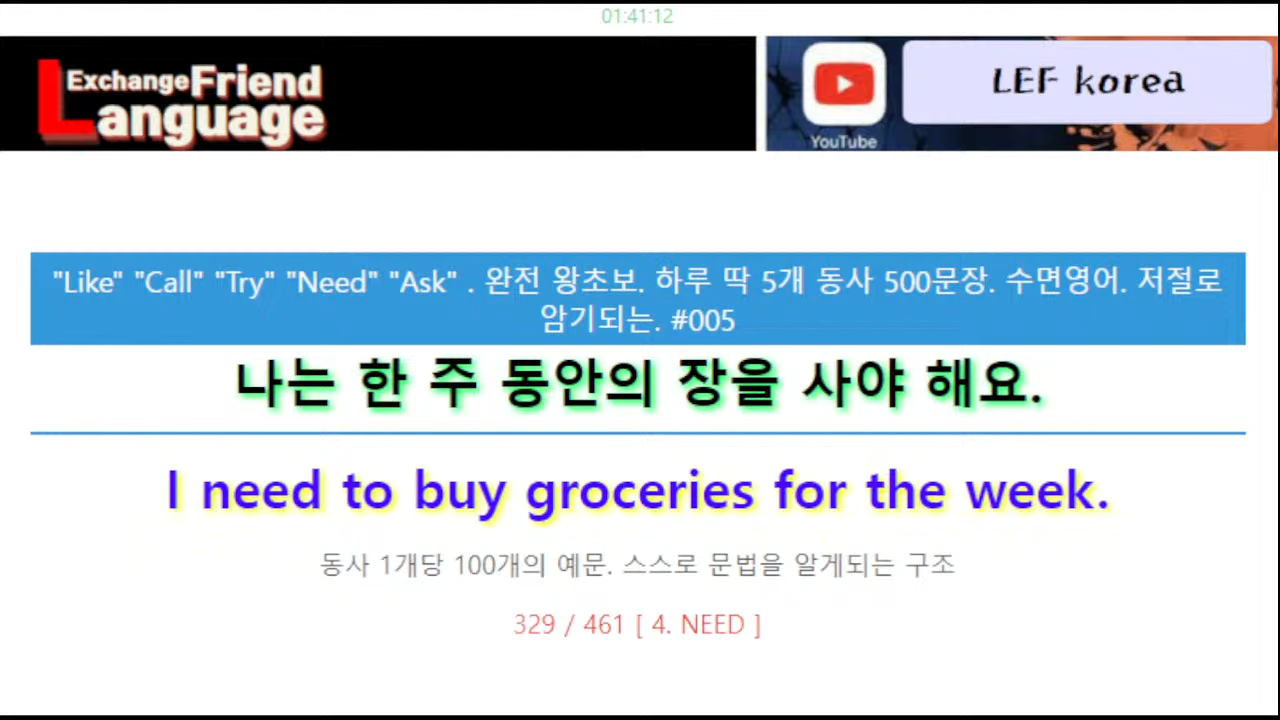 01:41:12
ExchangeFriend
Language
LEF korea
YouTube
"Like" "Call" "Try" "Need" "Ask" . 완전 왕초보. 하루 딱 5개 동사 500문장. 수면영어. 저절로
암기되는. #005
나는 한 주 동안의 장을 사야 해요.
I need to buy groceries for the week.
동사 1개당 100개의 예문. 스스로 문법을 알게되는 구조
329 / 461 [ 4. NEED ]